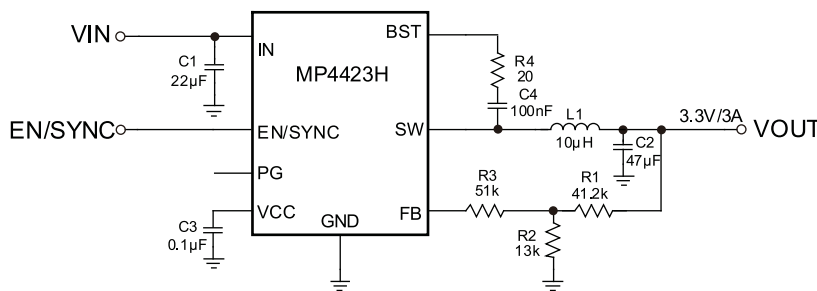 VIN
C1
22µF
IN
BST
MP4423H
R4
20
C4
100nF
EN/SYNC
EN/SYNC
SW
L1
10µH
3.3V/3A
VOUT
C2
47µF
PG
R3
51k
R1
41.2k
C3
0.1µF
VCC
GND
FB
R2
13k